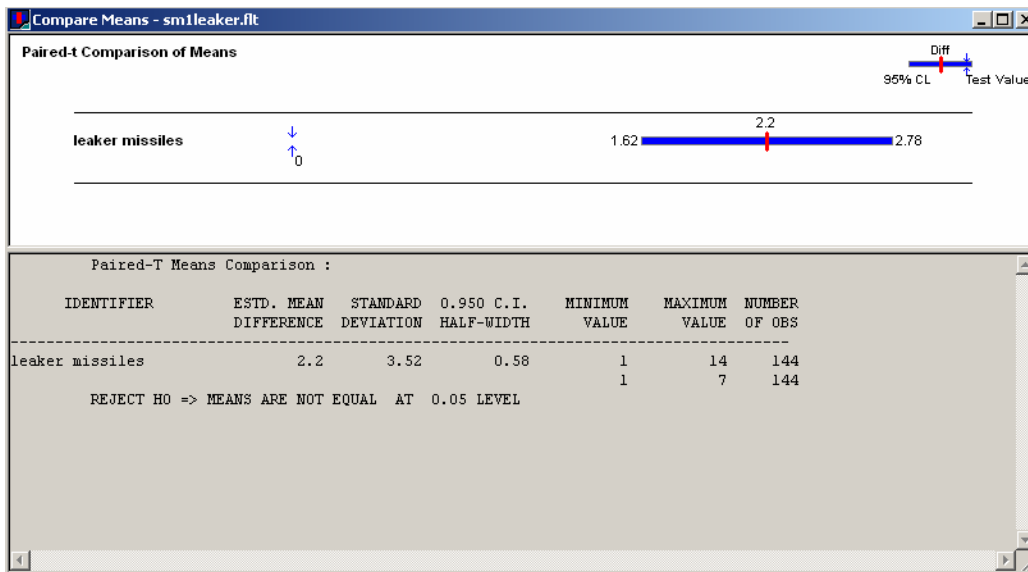 Compare Means - sm1leaker.flt
Paired-t Comparison of Means
Diff
95% CL Test Value
leaker missiles 0 1.62 2.2 2.78
Paired-T Means Comparison :
IDENTIFIER ESTD. MEAN STANDARD 0.950 C.I. MINIMUM MAXIMUM NUMBER
DIFFERENCE DEVIATION HALF-WIDTH VALUE VALUE OF OBS
leaker missiles 2.2 3.52 0.58 1 14 144
1 7 144
REJECT H0 => MEANS ARE NOT EQUAL AT 0.05 LEVEL